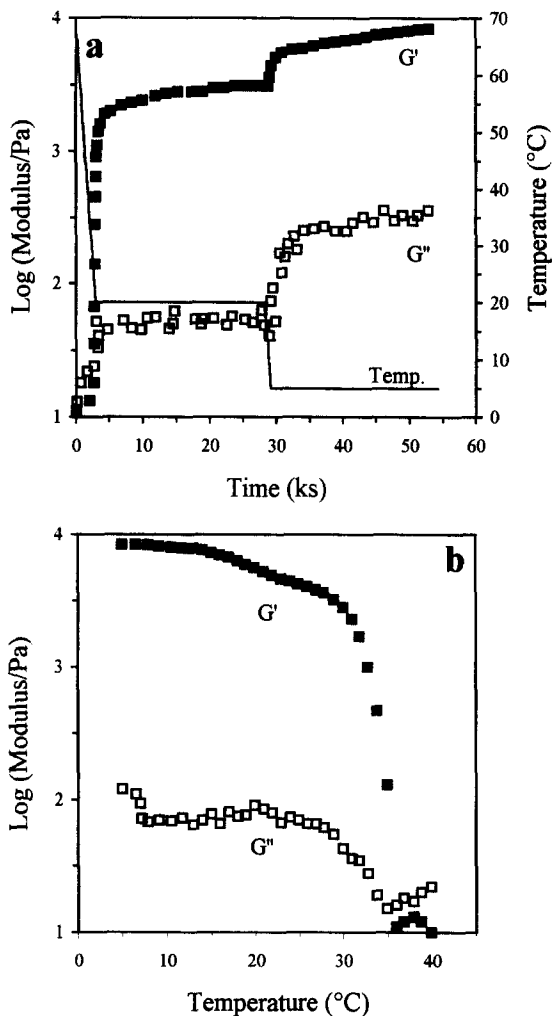 a
4
3
2
1
Log (Modulus/Pa)
70
60
50
40
30
20
10
0
Temperature (°C)
G'
G"
Temp.
0 10 20 30 40 50 60
Time (ks)
b
4
3
2
1
Log (Modulus/Pa)
G'
G"
0 10 20 30 40
Temperature (°C)